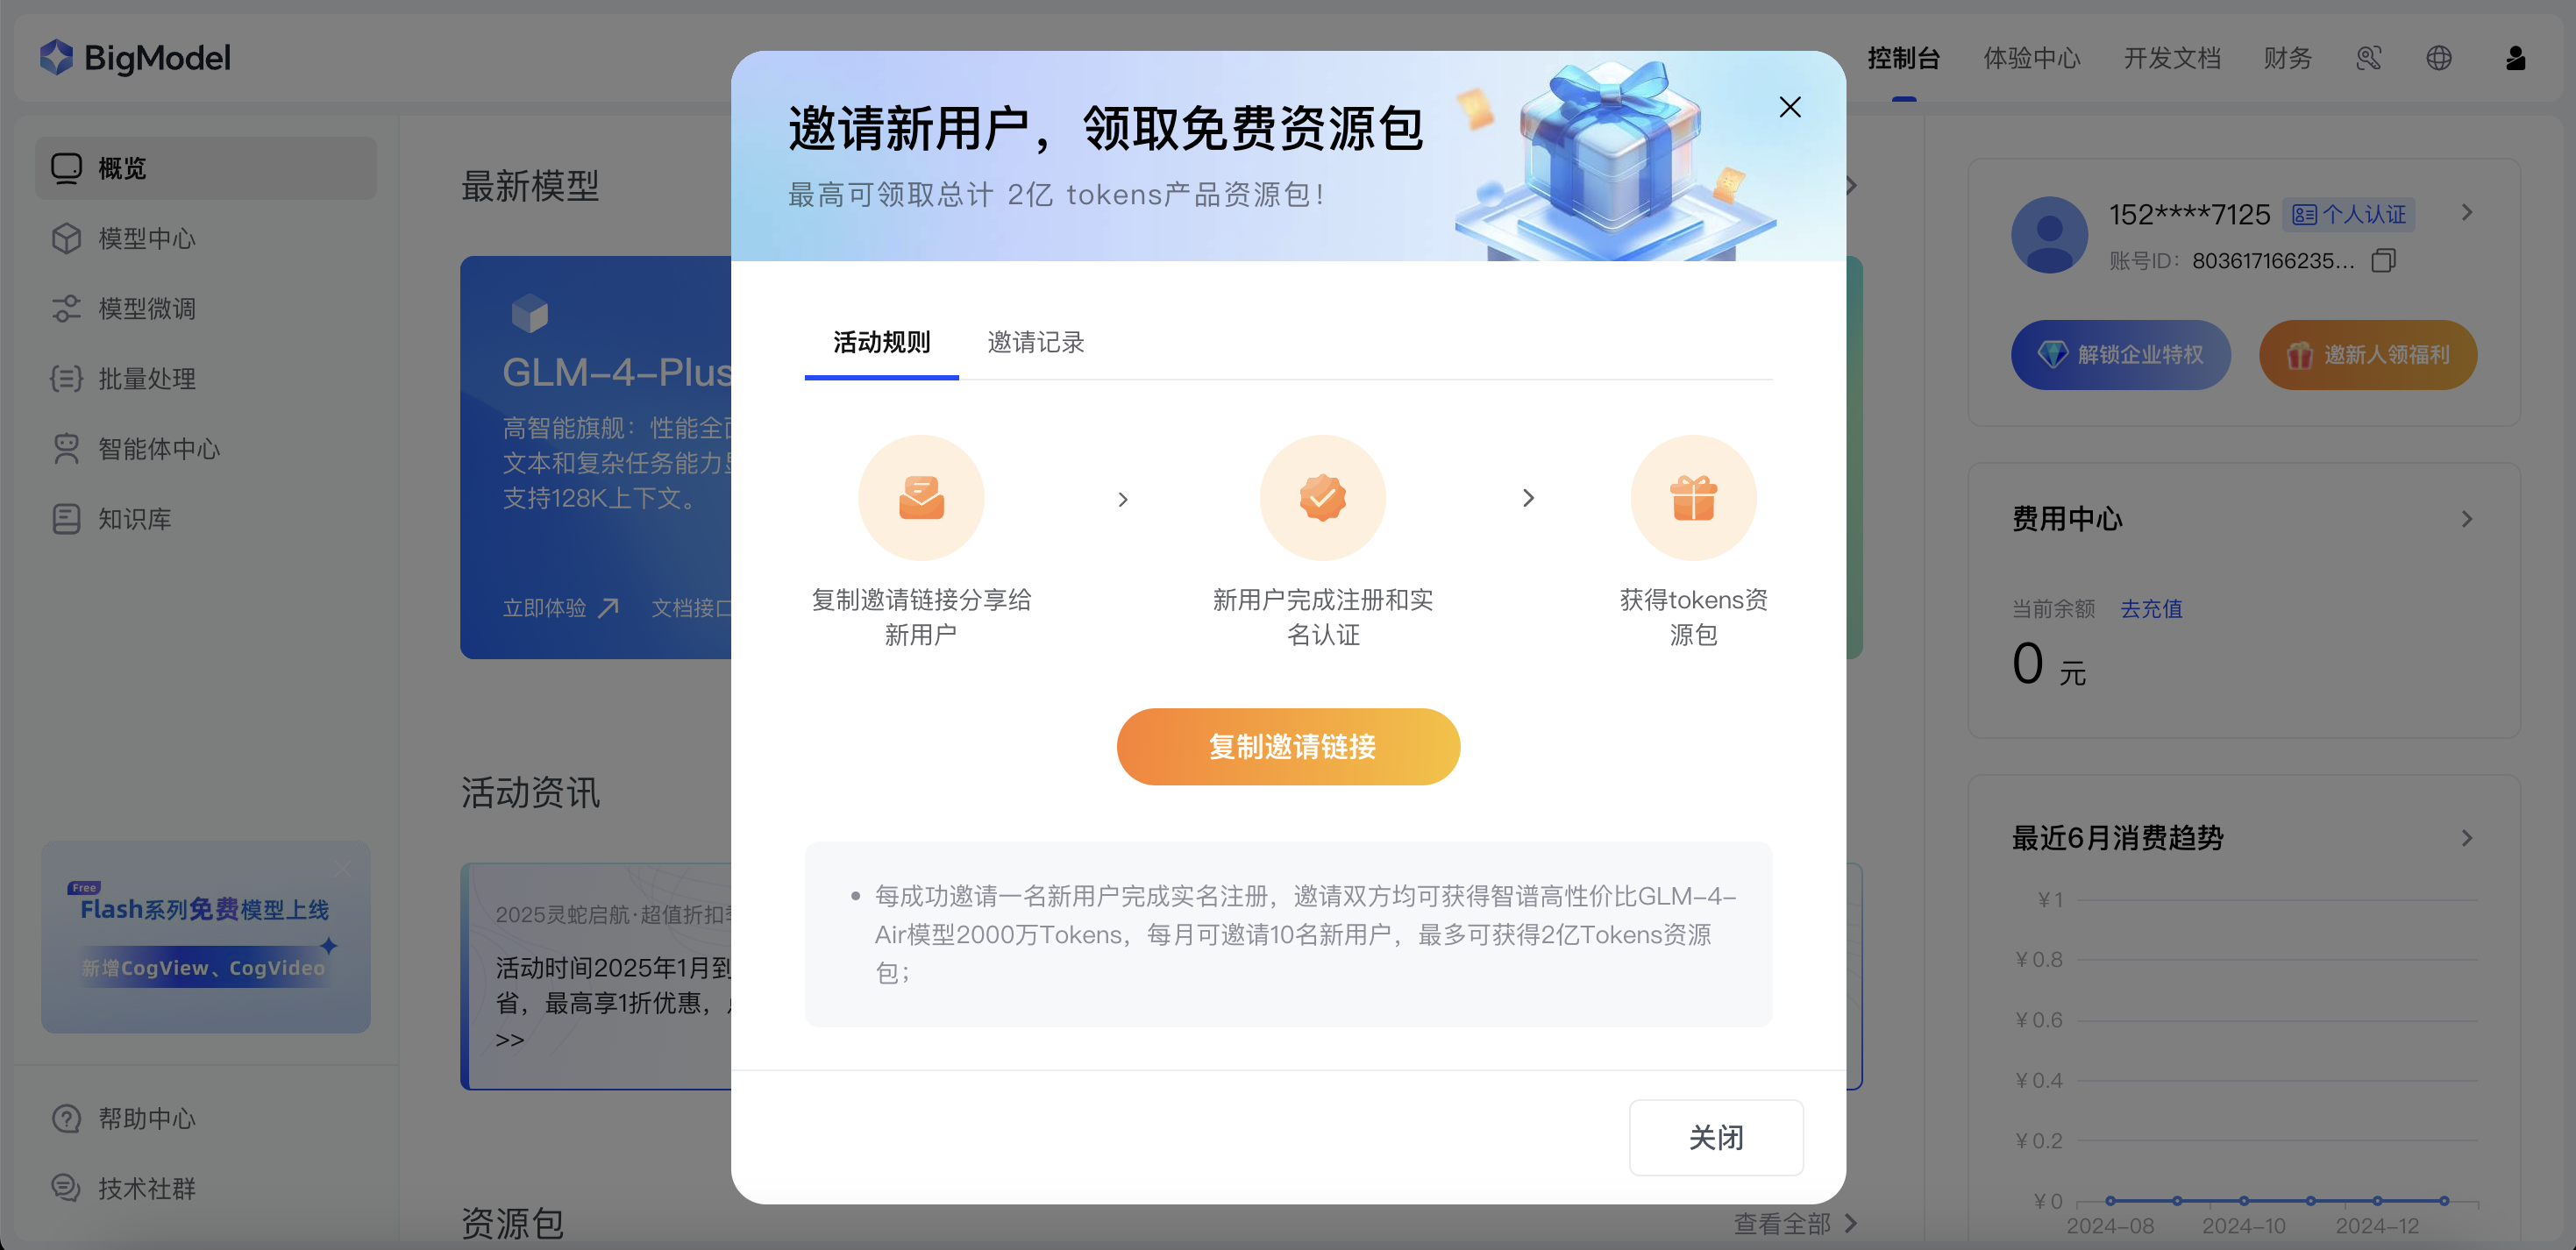 BigModel
控制台
体验中心
开发文档
财务
概览
模型中心
模型微调
批量处理
智能体中心
知识库
Free
Flash系列免费模型上线
新增CogView、CogVideo
帮助中心
技术社群
最新模型
GLM-4-Plus
高智能旗舰：性能全面
文本和复杂任务能力显
支持128K上下文。
立即体验
文档接口
活动资讯
2025灵蛇启航·超值折扣季
活动时间2025年1月到
省，最高享1折优惠，
>>
资源包
查看全部
邀请新用户，领取免费资源包
最高可领取总计 2亿 tokens产品资源包！
活动规则
邀请记录
复制邀请链接分享给
新用户
新用户完成注册和实
名认证
获得tokens资
源包
复制邀请链接
• 每成功邀请一名新用户完成实名注册，邀请双方均可获得智谱高性价比GLM-4-
Air模型2000万Tokens，每月可邀请10名新用户，最多可获得2亿Tokens资源
包；
关闭
152****7125
个人认证
账号ID：803617166235...
解锁企业特权
邀新人领福利
费用中心
当前余额
去充值
0 元
最近6月消费趋势
¥1
¥0.8
¥0.6
¥0.4
¥0.2
¥0
2024-08
2024-10
2024-12